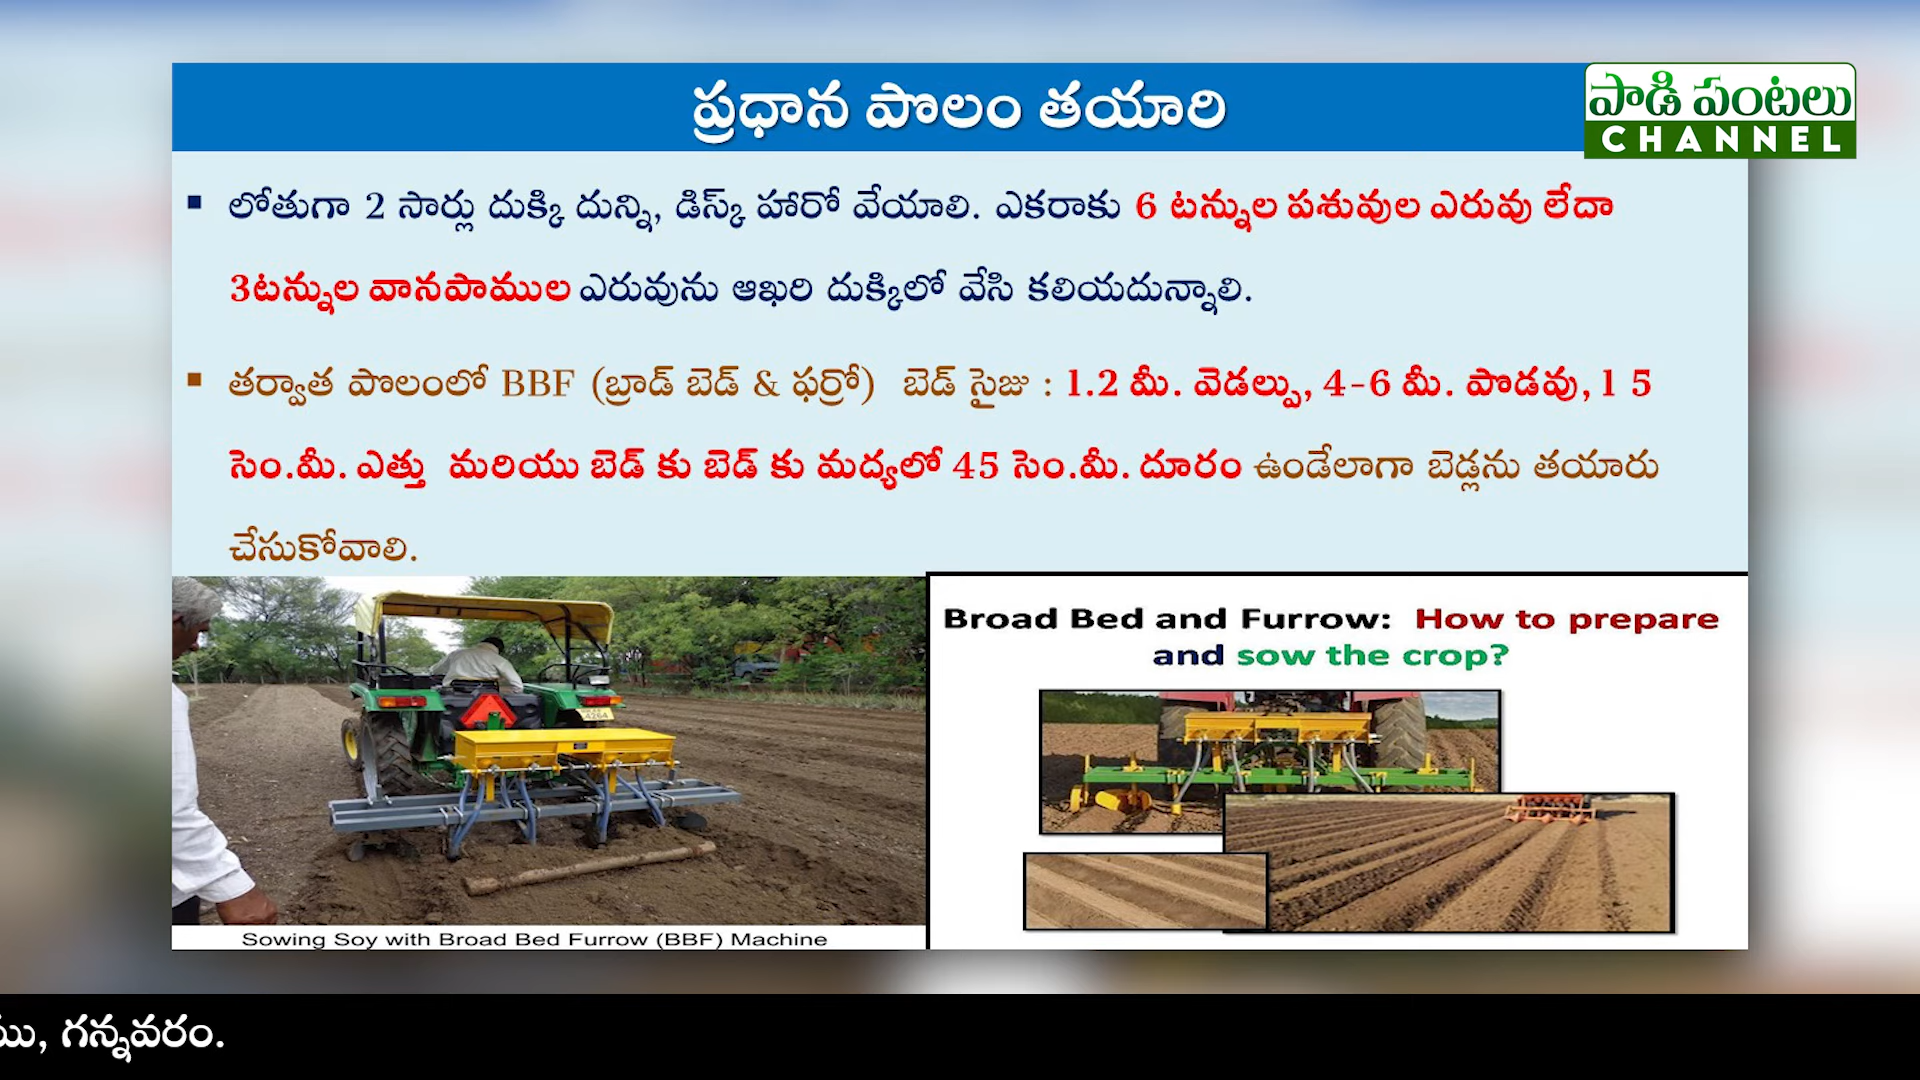 ప్రధాన పొలం తయారి
పాడి పంటలు
CHANNEL
▪ లోతుగా 2 సార్లు దుక్కి దున్ని, డిస్క్ హారో వేయాలి. ఎకరాకు 6 టన్నుల పశువుల ఎరువు లేదా
3టన్నుల వానపాముల ఎరువును ఆఖరి దుక్కిలో వేసి కలియదున్నాలి.
▪ తర్వాత పొలంలో BBF (బ్రాడ్ బెడ్ & ఫర్రో) బెడ్ సైజు : 1.2 మీ. వెడల్పు, 4-6 మీ. పొడవు, 1 5
సెం.మీ. ఎత్తు మరియు బెడ్ కు బెడ్ కు మద్యలో 45 సెం.మీ. దూరం ఉండేలాగా బెడ్లను తయారు
చేసుకోవాలి.
Sowing Soy with Broad Bed Furrow (BBF) Machine
Broad Bed and Furrow: How to prepare
and sow the crop?
గన్నవరం.